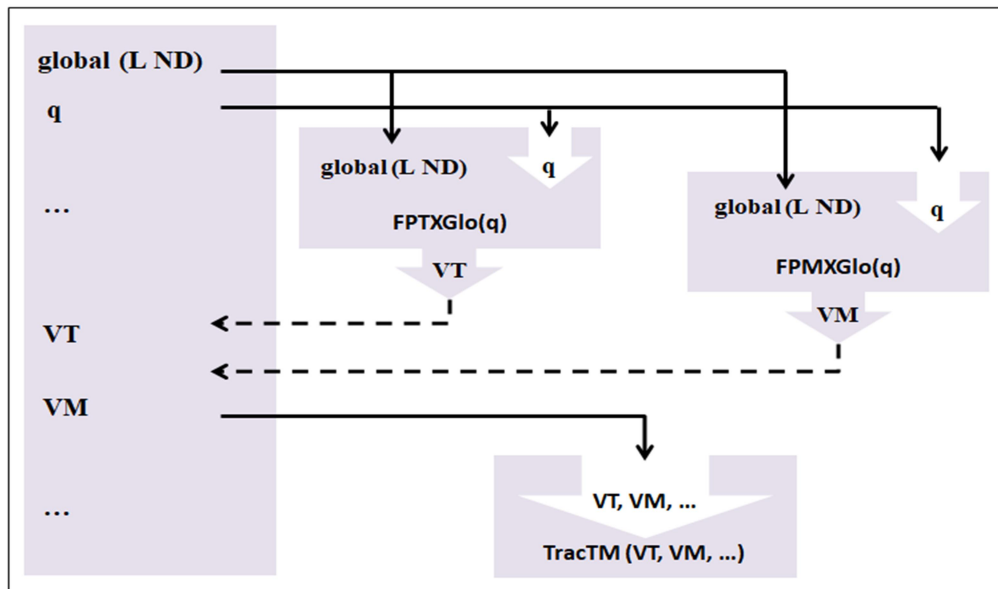 global (L ND)
q
...
VT
VM
...
global (L ND)
q
FPTXGlo(q)
VT
global (L ND)
q
FPMXGlo(q)
VM
VT, VM, ...
TracTM (VT, VM, ...)